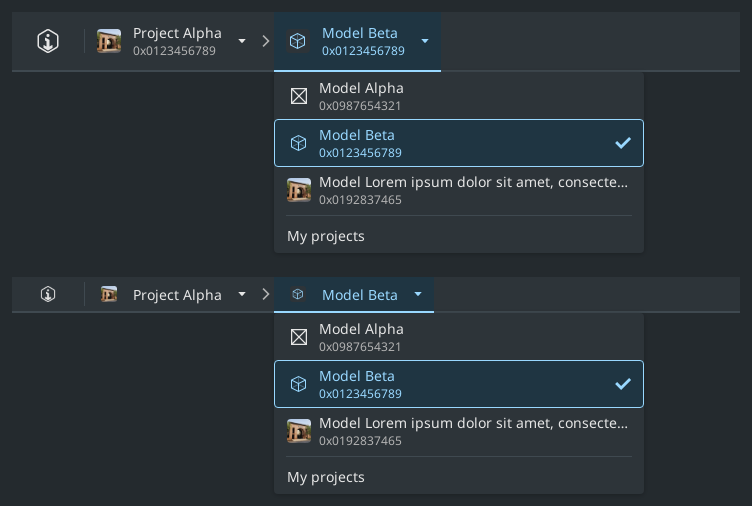 Project Alpha
0x0123456789
Model Beta
0x0123456789
Model Alpha
0x0987654321
Model Beta
0x0123456789
Model Lorem ipsum dolor sit amet, consecte...
0x0192837465
My projects
Project Alpha
Model Beta
Model Alpha
0x0987654321
Model Beta
0x0123456789
Model Lorem ipsum dolor sit amet, consecte...
0x0192837465
My projects